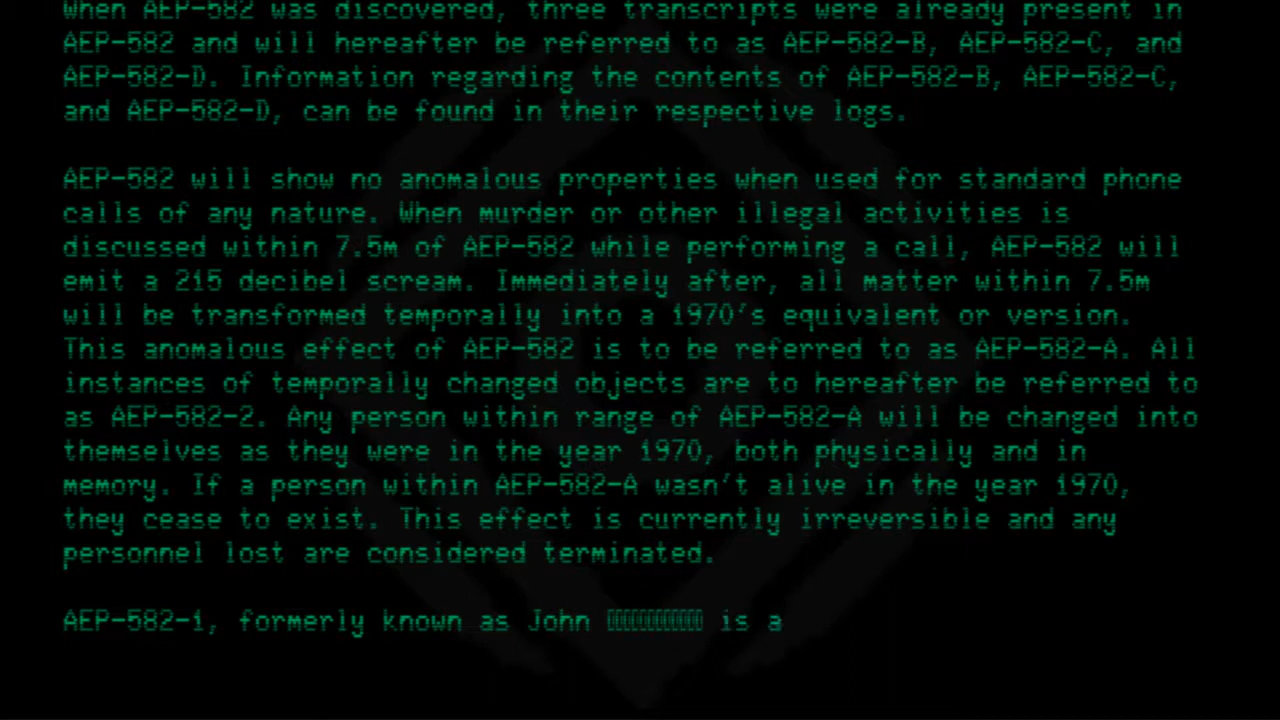 When AEP-582 was discovered, three transcripts were already present in
AEP-582 and will hereafter be referred to as AEP-582-B, AEP-582-C, and
AEP-582-D. Information regarding the contents of AEP-582-B, AEP-582-C,
and AEP-582-D, can be found in their respective logs.
AEP-582 will show no anomalous properties when used for standard phone
calls of any nature. When murder or other illegal activities is
discussed within 7.5m of AEP-582 while performing a call, AEP-582 will
emit a 215 decibel scream. Immediately after, all matter within 7.5m
will be transformed temporally into a 1970's equivalent or version.
This anomalous effect of AEP-582 is to be referred to as AEP-582-A. All
instances of temporally changed objects are to hereafter be referred to
as AEP-582-2. Any person within range of AEP-582-A will be changed into
themselves as they were in the year 1970, both physically and in
memory. If a person within AEP-582-A wasn't alive in the year 1970,
they cease to exist. This effect is currently irreversible and any
personnel lost are considered terminated.
AEP-582-1, formerly known as John is a